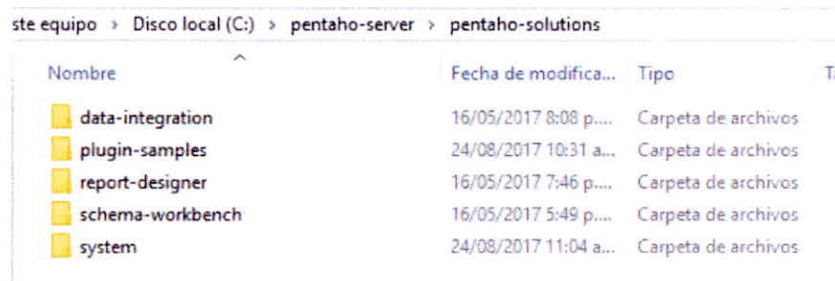 ste equipo > Disco local (C:) > pentaho-server > pentaho-solutions
Nombre Fecha de modifica... Tipo
data-integration 16/05/2017 8:08 p.... Carpeta de archivos
plugin-samples 24/08/2017 10:31 a... Carpeta de archivos
report-designer 16/05/2017 7:46 p.... Carpeta de archivos
schema-workbench 16/05/2017 5:49 p.... Carpeta de archivos
system 24/08/2017 11:04 a... Carpeta de archivos